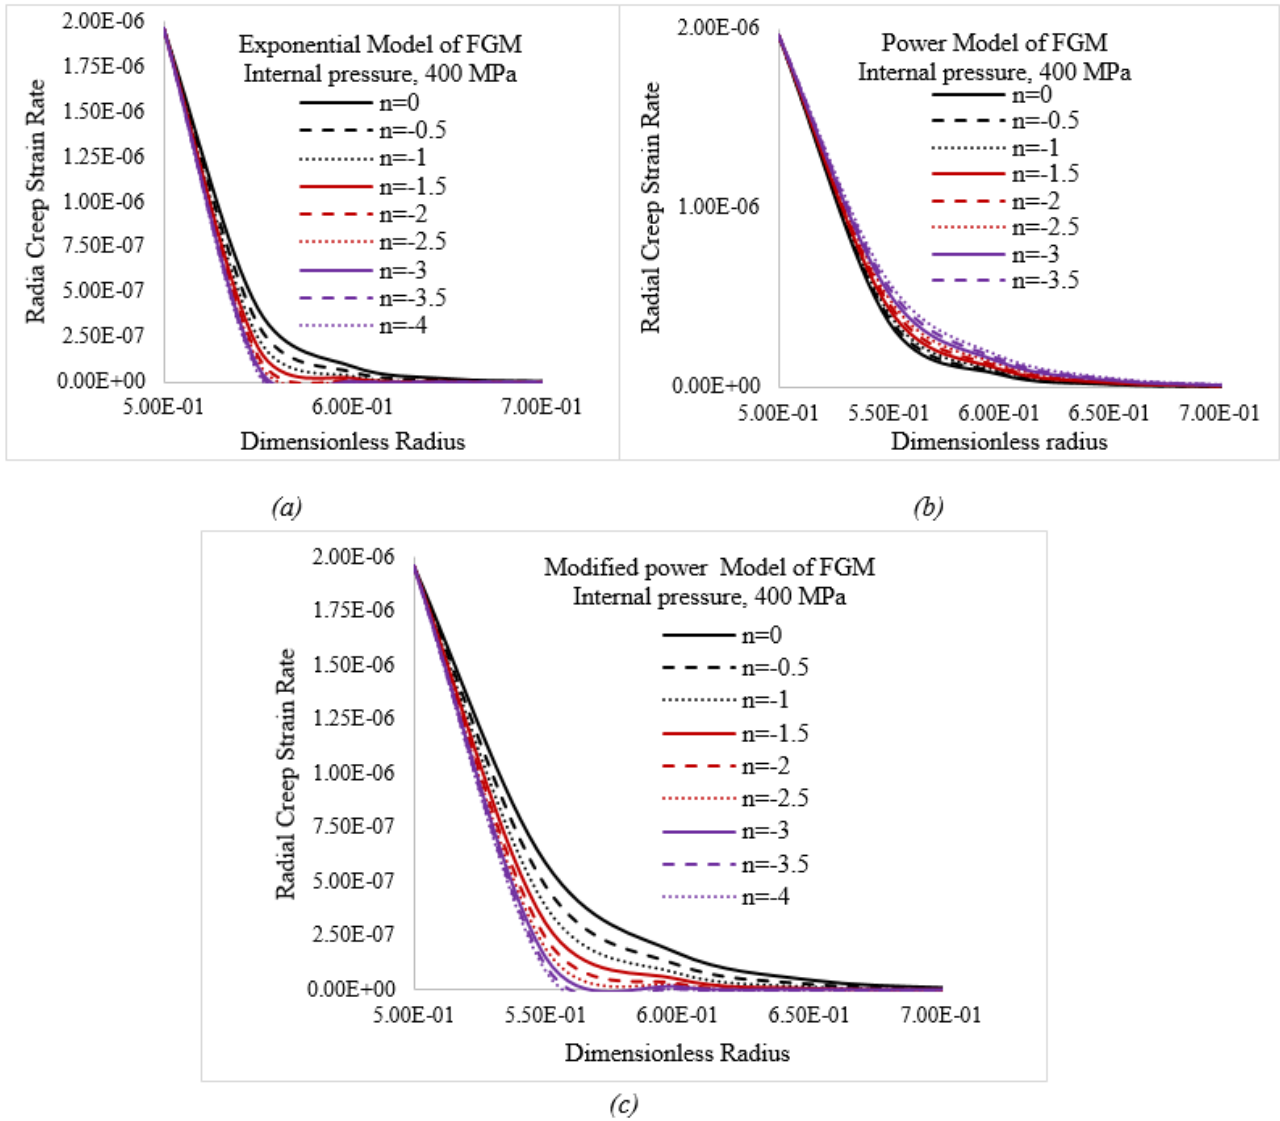 Exponential Model of FGM
Internal pressure, 400 MPa
n=0
n=-0.5
n=-1
n=-1.5
n=-2
n=-2.5
n=-3
n=-3.5
n=-4
Radia Creep Strain Rate
2.00E-06
1.75E-06
1.50E-06
1.25E-06
1.00E-06
7.50E-07
5.00E-07
2.50E-07
0.00E+00
5.00E-01 6.00E-01 7.00E-01
Dimensionless Radius
(a)
Power Model of FGM
Internal pressure, 400 MPa
n=0
n=-0.5
n=-1
n=-1.5
n=-2
n=-2.5
n=-3
n=-3.5
Radial Creep Strain Rate
2.00E-06
1.00E-06
0.00E+00
5.00E-01 5.50E-01 6.00E-01 6.50E-01 7.00E-01
Dimensionless radius
(b)
Modified power Model of FGM
Internal pressure, 400 MPa
n=0
n=-0.5
n=-1
n=-1.5
n=-2
n=-2.5
n=-3
n=-3.5
n=-4
Radial Creep Strain Rate
2.00E-06
1.75E-06
1.50E-06
1.25E-06
1.00E-06
7.50E-07
5.00E-07
2.50E-07
0.00E+00
5.00E-01 5.50E-01 6.00E-01 6.50E-01 7.00E-01
Dimensionless Radius
(c)